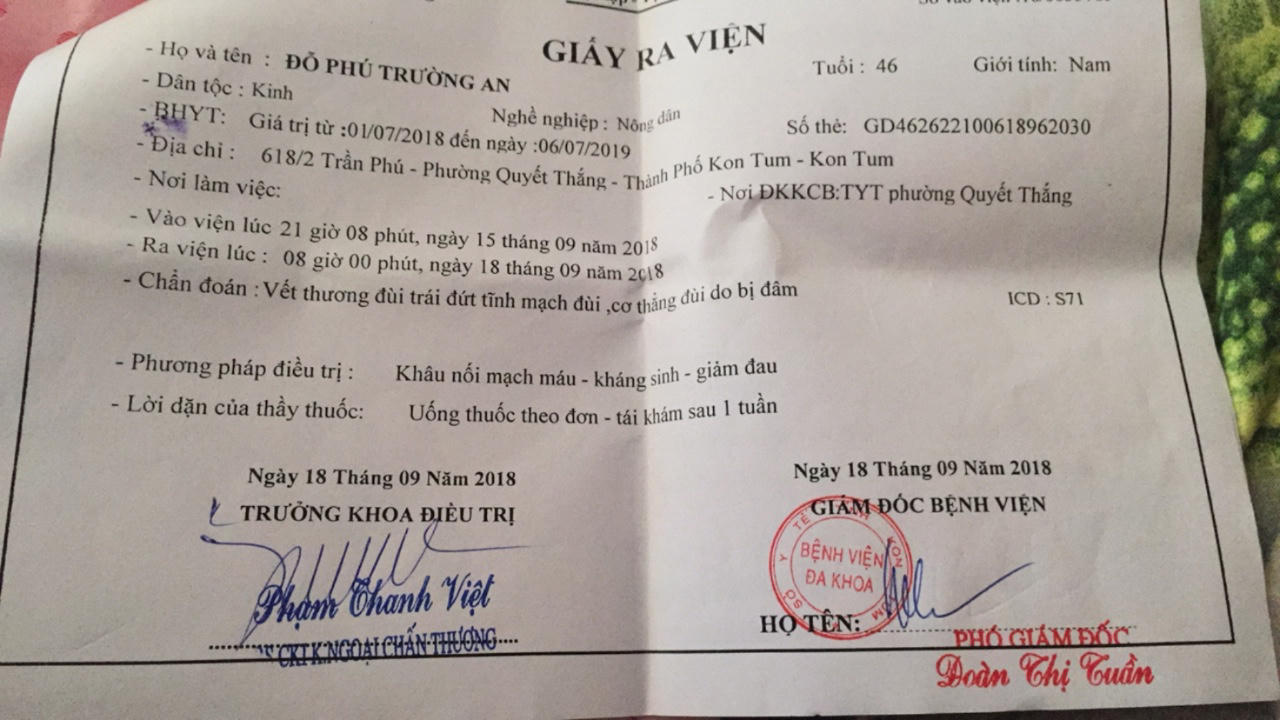 GIẤY RA VIỆN
- Họ và tên : ĐỖ PHÚ TRƯỜNG AN Tuổi : 46 Giới tính: Nam
- Dân tộc : Kinh Nghề nghiệp : Nông dân
- BHYT: Giá trị từ :01/07/2018 đến ngày :06/07/2019 Số thẻ: GD462622100618962030
- Địa chỉ : 618/2 Trần Phú - Phường Quyết Thắng - Thành Phố Kon Tum - Kon Tum
- Nơi làm việc: - Nơi ĐKKCB:TYT phường Quyết Thắng
- Vào viện lúc 21 giờ 08 phút, ngày 15 tháng 09 năm 2018
- Ra viện lúc : 08 giờ 00 phút, ngày 18 tháng 09 năm 2018
- Chẩn đoán : Vết thương đùi trái đứt tĩnh mạch đùi ,cơ thẳng đùi do bị đâm ICD : S71
- Phương pháp điều trị : Khâu nối mạch máu - kháng sinh - giảm đau
- Lời dặn của thầy thuốc: Uống thuốc theo đơn - tái khám sau 1 tuần
Ngày 18 Tháng 09 Năm 2018 Ngày 18 Tháng 09 Năm 2018
TRƯỞNG KHOA ĐIỀU TRỊ GIÁM ĐỐC BỆNH VIỆN
BỆNH VIỆN
ĐA KHOA
Phạm Thanh Việt
HỌ TÊN:
CKI K.NGOẠI CHẤN THƯƠNG
PHÓ GIÁM ĐỐC
Đoàn Thị Tuần